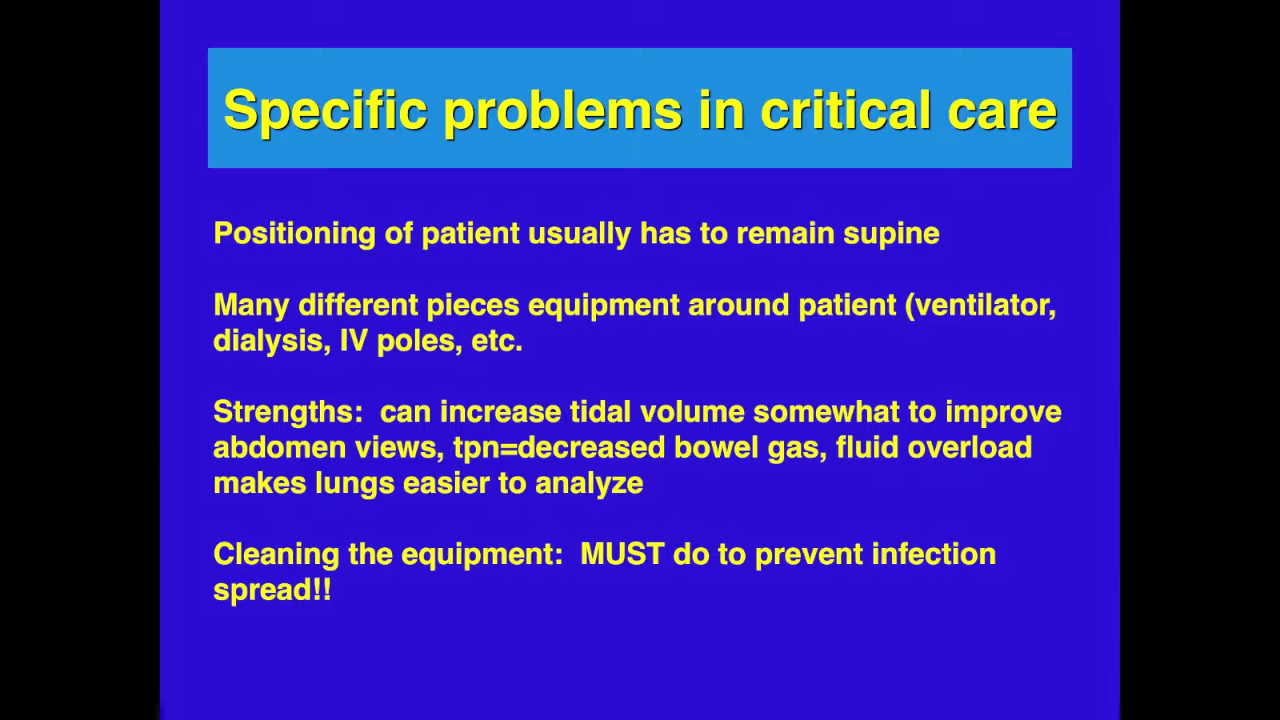 Specific problems in critical care
Positioning of patient usually has to remain supine
Many different pieces equipment around patient (ventilator,
dialysis, IV poles, etc.
Strengths:  can increase tidal volume somewhat to improve
abdomen views, tpn=decreased bowel gas, fluid overload
makes lungs easier to analyze
Cleaning the equipment:  MUST do to prevent infection
spread!!